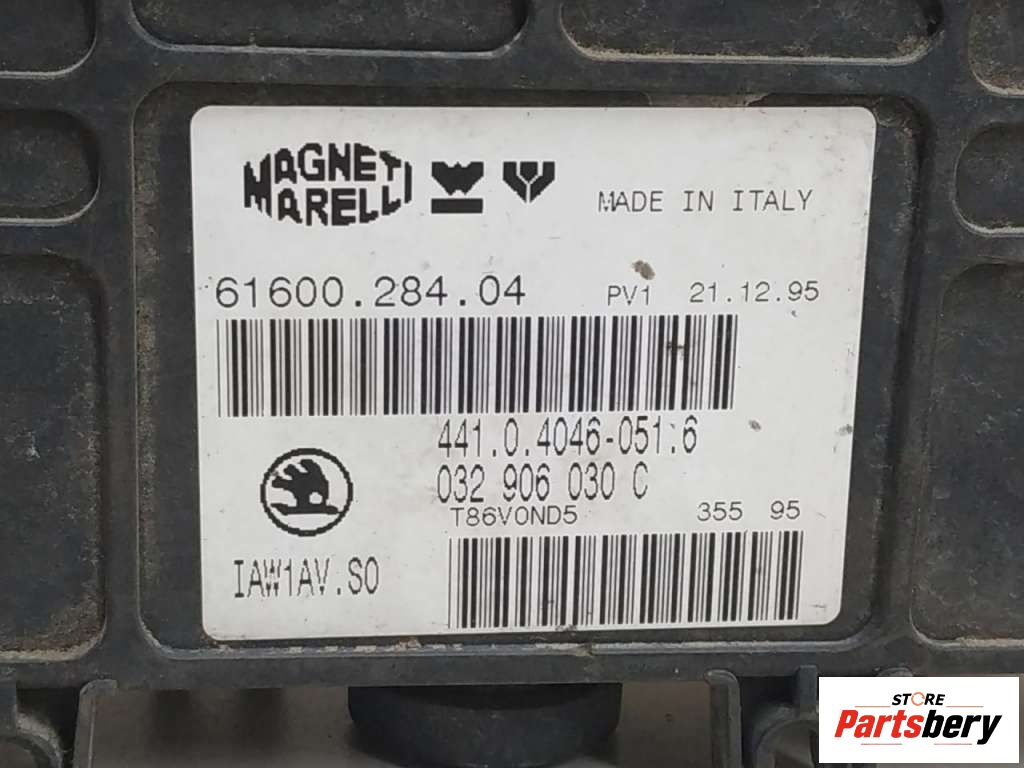 MAGNETI
MARELLI
MADE IN ITALY
61600.284.04
PV1 21.12.95
441.0.4046-051:6
032 906 030 C
T86V0ND5 355 95
IAW1AV.S0
STORE
Partsbery